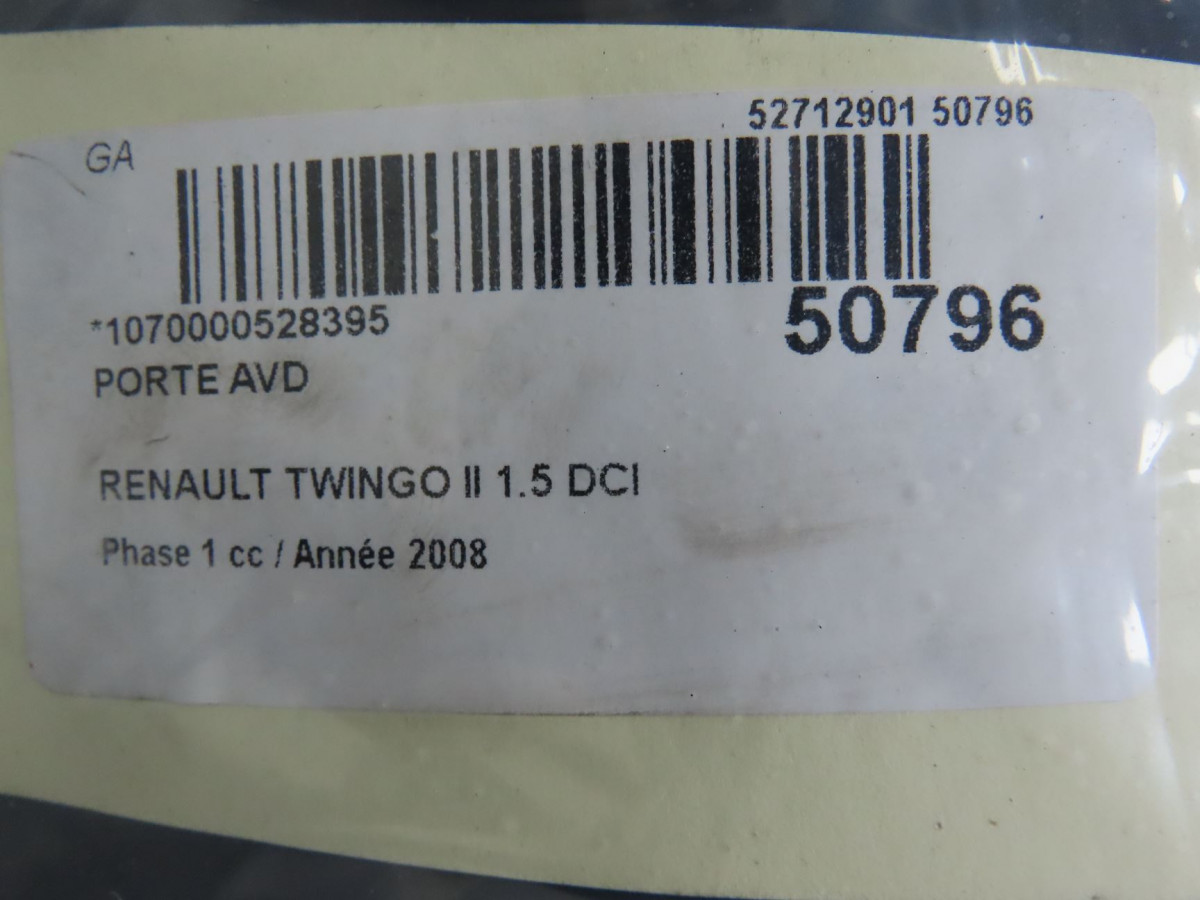 52712901 50796
GA
*1070000528395
50796
PORTE AVD
RENAULT TWINGO II 1.5 DCI
Phase 1 cc / Année 2008